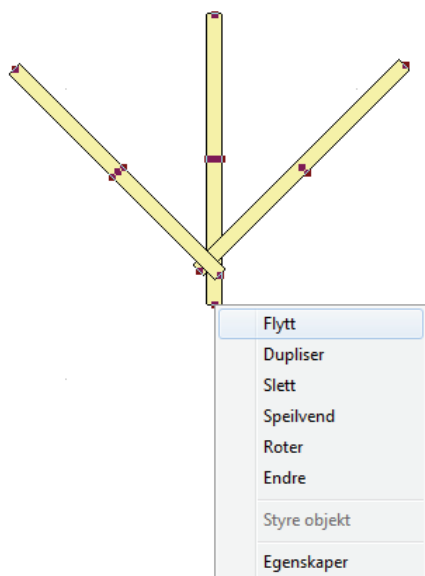 Flytt
Dupliser
Slett
Speilvend
Roter
Endre
Styre objekt
Egenskaper